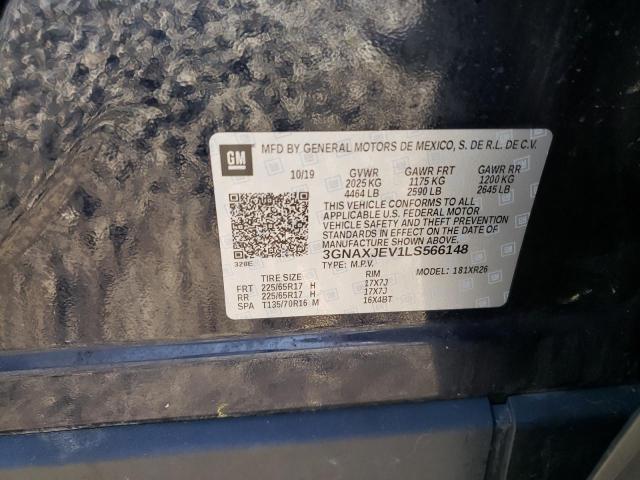 GM MFD BY GENERAL MOTORS DE MEXICO, S. DE R.L. DE C.V.
10/19 GVWR GAWR FRT GAWR RR
2025 KG 1175 KG 1200 KG
4464 LB 2590 LB 2645 LB
THIS VEHICLE CONFORMS TO ALL
APPLICABLE U.S. FEDERAL MOTOR
VEHICLE SAFETY AND THEFT PREVENTION
STANDARDS IN EFFECT ON THE DATE OF
MANUFACTURE SHOWN ABOVE.
3GNAXJEV1LS566148
328E TYPE: M.P.V. MODEL: 181XR26
TIRE SIZE RIM
FRT 225/65R17 H 17X7J
RR 225/65R17 H 17X7J
SPA T135/70R16 M 16X4BT